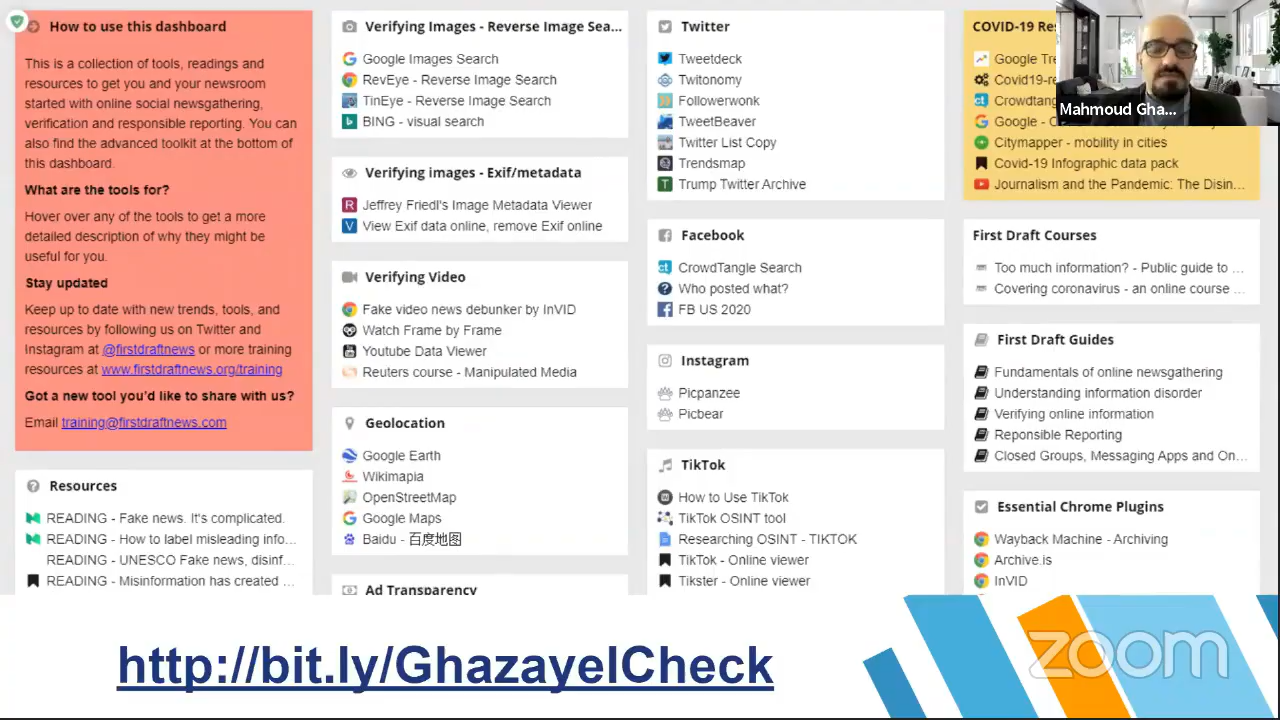 How to use this dashboard
This is a collection of tools, readings and
resources to get you and your newsroom
started with online social newsgathering,
verification and responsible reporting. You can
also find the advanced toolkit at the bottom of
this dashboard.
What are the tools for?
Hover over any of the tools to get a more
detailed description of why they might be
useful for you.
Stay updated
Keep up to date with new trends, tools, and
resources by following us on Twitter and
Instagram at @firstdraftnews or more training
resources at www.firstdraftnews.org/training
Got a new tool you'd like to share with us?
Email training@firstdraftnews.com
Resources
READING - Fake news. It's complicated.
READING - How to label misleading info...
READING - UNESCO Fake news, disinf...
READING - Misinformation has created ...
Verifying Images - Reverse Image Sea...
Google Images Search
RevEye - Reverse Image Search
TinEye - Reverse Image Search
BING - visual search
Verifying images - Exif/metadata
Jeffrey Friedl's Image Metadata Viewer
View Exif data online, remove Exif online
Verifying Video
Fake video news debunker by InVID
Watch Frame by Frame
Youtube Data Viewer
Reuters course - Manipulated Media
Geolocation
Google Earth
Wikimapia
OpenStreetMap
Google Maps
Baidu - 百度地图
Ad Transparency
Twitter
Tweetdeck
Twitonomy
Followerwonk
TweetBeaver
Twitter List Copy
Trendsmap
Trump Twitter Archive
Facebook
CrowdTangle Search
Who posted what?
FB US 2020
Instagram
Picpanzee
Picbear
TikTok
How to Use TikTok
TikTok OSINT tool
Researching OSINT - TIKTOK
TikTok - Online viewer
Tikster - Online viewer
COVID-19 Re
Google Tre
Covid19-re
Crowdtang
Google - C
Citymapper - mobility in cities
Covid-19 Infographic data pack
Journalism and the Pandemic: The Disin...
First Draft Courses
Too much information? - Public guide to ...
Covering coronavirus - an online course ...
First Draft Guides
Fundamentals of online newsgathering
Understanding information disorder
Verifying online information
Reponsible Reporting
Closed Groups, Messaging Apps and On...
Essential Chrome Plugins
Wayback Machine - Archiving
Archive.is
InVID
Mahmoud Gha...
http://bit.ly/GhazayelCheck
zoom